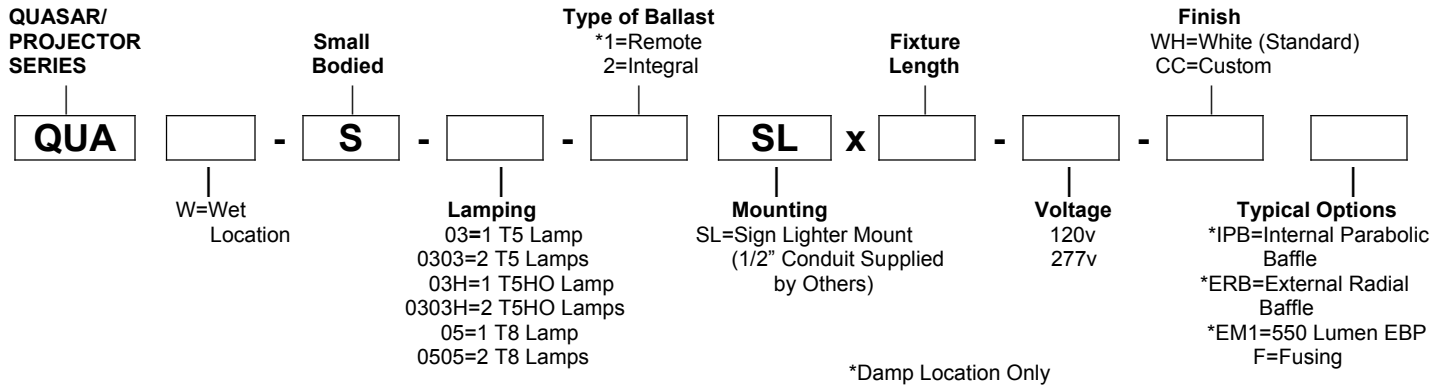 QUASAR/
PROJECTOR
SERIES
Small
Bodied
Type of Ballast
*1=Remote
2=Integral
Fixture
Length
Finish
WH=White (Standard)
CC=Custom
QUA - S - - SL x - -
W=Wet
Location
Lamping
03=1 T5 Lamp
0303=2 T5 Lamps
03H=1 T5HO Lamp
0303H=2 T5HO Lamps
05=1 T8 Lamp
0505=2 T8 Lamps
Mounting
SL=Sign Lighter Mount
(1/2” Conduit Supplied
by Others)
Voltage
120v
277v
Typical Options
*IPB=Internal Parabolic
Baffle
*ERB=External Radial
Baffle
*EM1=550 Lumen EBP
F=Fusing
*Damp Location Only